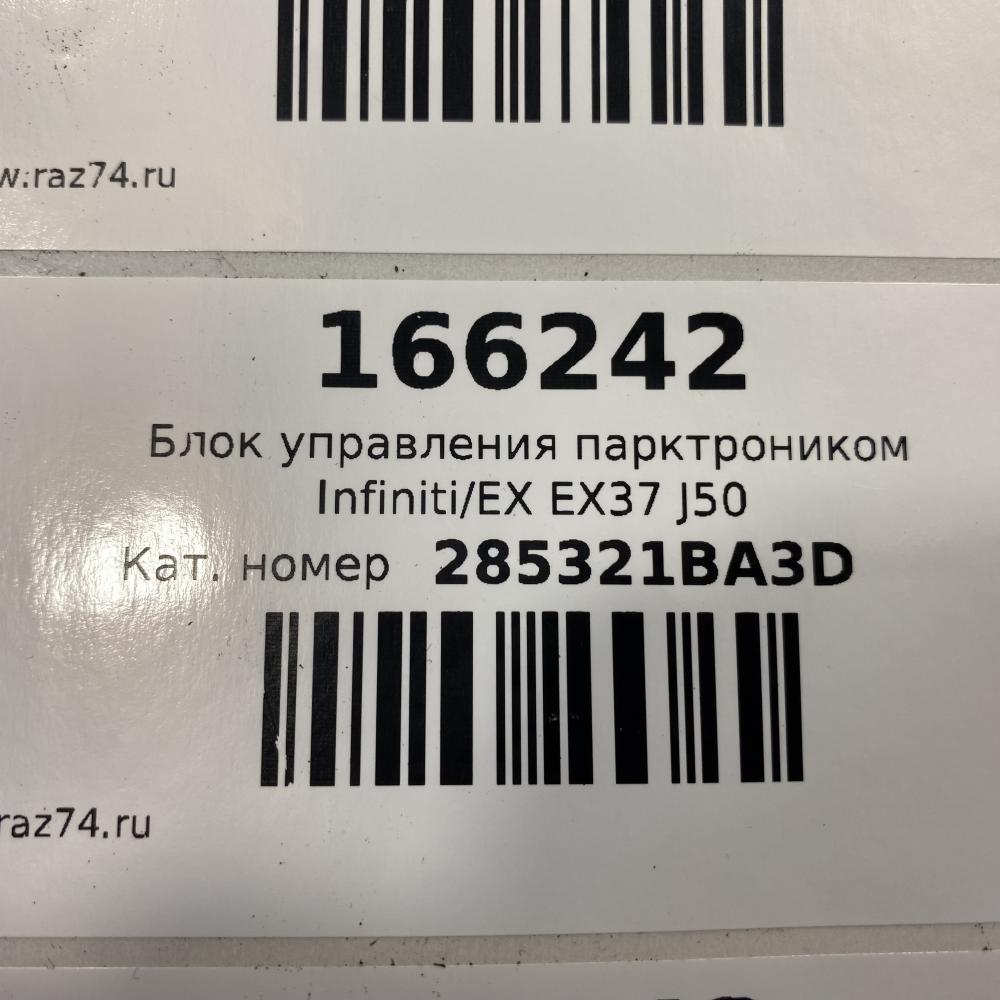 w.raz74.ru
166242
Блок управления парктроником
Infiniti/EX EX37 J50
Кат. номер 285321BA3D
raz74.ru